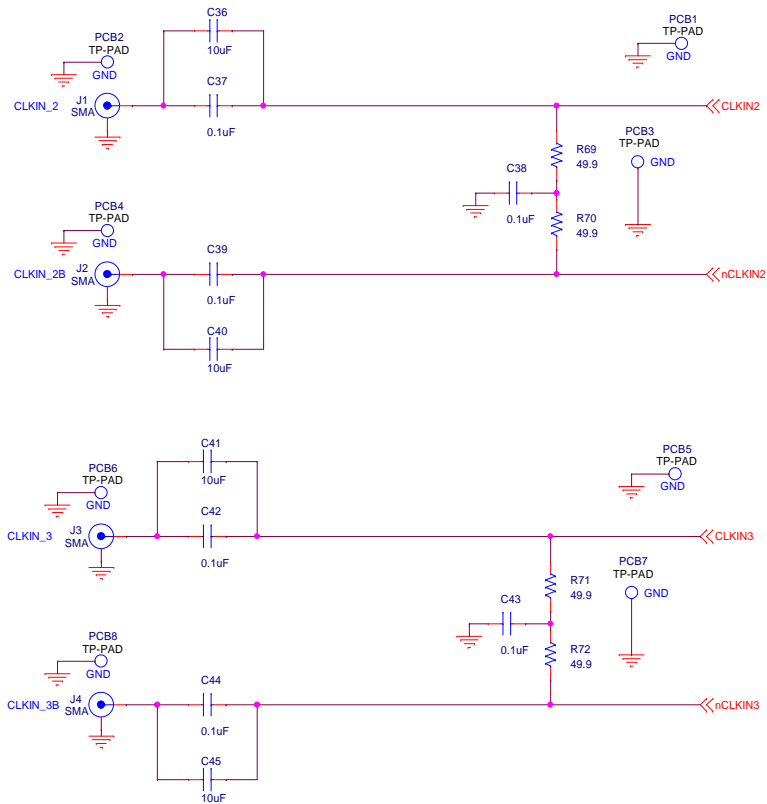 C36
10uF
PCB2
TP-PAD
GND
PCB1
TP-PAD
GND
C37
0.1uF
CLKIN_2
J1
SMA
CLKIN2
R69
49.9
PCB3
TP-PAD
GND
C38
0.1uF
R70
49.9
PCB4
TP-PAD
GND
C39
0.1uF
CLKIN_2B
J2
SMA
nCLKIN2
C40
10uF
C41
10uF
PCB6
TP-PAD
GND
PCB5
TP-PAD
GND
C42
0.1uF
CLKIN_3
J3
SMA
CLKIN3
R71
49.9
PCB7
TP-PAD
GND
C43
0.1uF
R72
49.9
PCB8
TP-PAD
GND
C44
0.1uF
CLKIN_3B
J4
SMA
nCLKIN3
C45
10uF